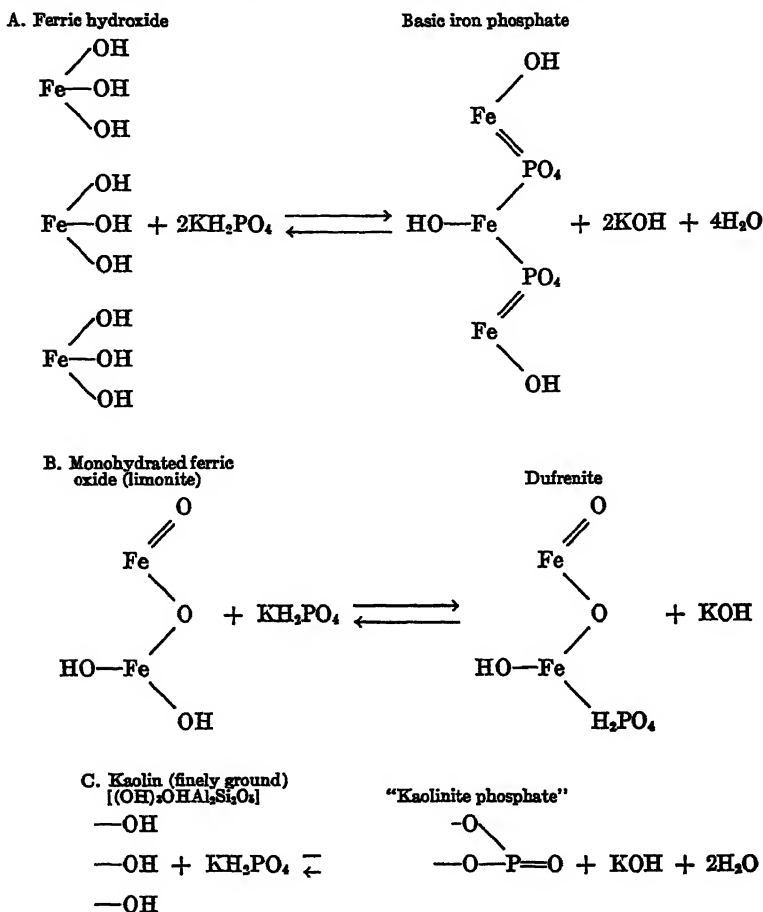 A. Ferric hydroxide
Basic iron phosphate
OH
Fe—OH
OH
OH
Fe—OH + 2KH₂PO₄ ⇌
OH
OH
Fe—OH
OH
OH
Fe
PO₄
HO—Fe + 2KOH + 4H₂O
PO₄
Fe
OH
B. Monohydrated ferric
oxide (limonite)
Dufrenite
O
Fe
O + KH₂PO₄ ⇌
HO—Fe
OH
O
Fe
O + KOH
HO—Fe
H₂PO₄
C. Kaolin (finely ground)
"Kaolinite phosphate"
—OH
—OH + KH₂PO₄
—OH
-O
—O—P=O + KOH + 2H₂O